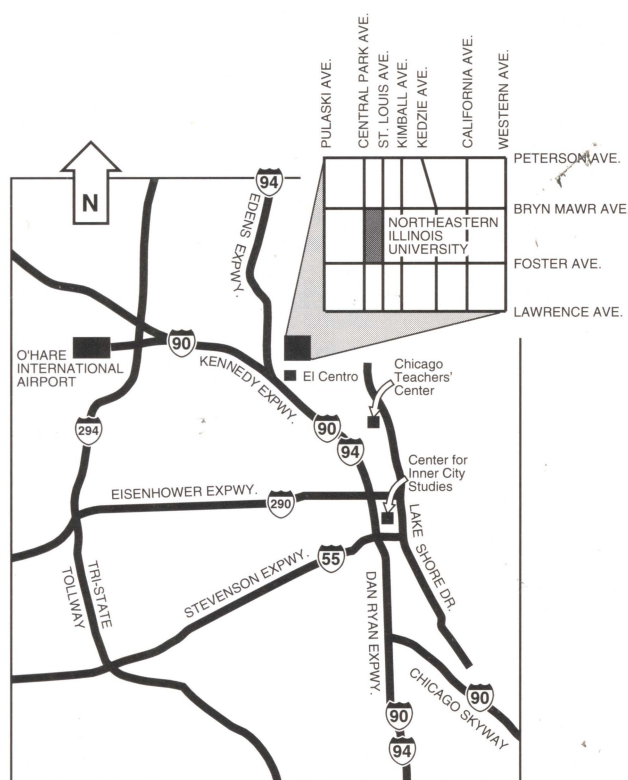 PULASKI AVE.
CENTRAL PARK AVE.
ST. LOUIS AVE.
KIMBALL AVE.
KEDZIE AVE.
CALIFORNIA AVE.
WESTERN AVE.
PETERSON AVE.
BRYN MAWR AVE
NORTHEASTERN
ILLINOIS
UNIVERSITY
FOSTER AVE.
LAWRENCE AVE.
N
94
EDENS EXPWY.
O'HARE
INTERNATIONAL
AIRPORT
90
KENNEDY EXPWY.
El Centro
Chicago
Teachers'
Center
294
90
94
Center for
Inner City
Studies
EISENHOWER EXPWY.
290
LAKE SHORE DR.
TRI-STATE
TOLLWAY
STEVENSON EXPWY.
55
DAN RYAN EXPWY.
CHICAGO SKYWAY
90
90
94